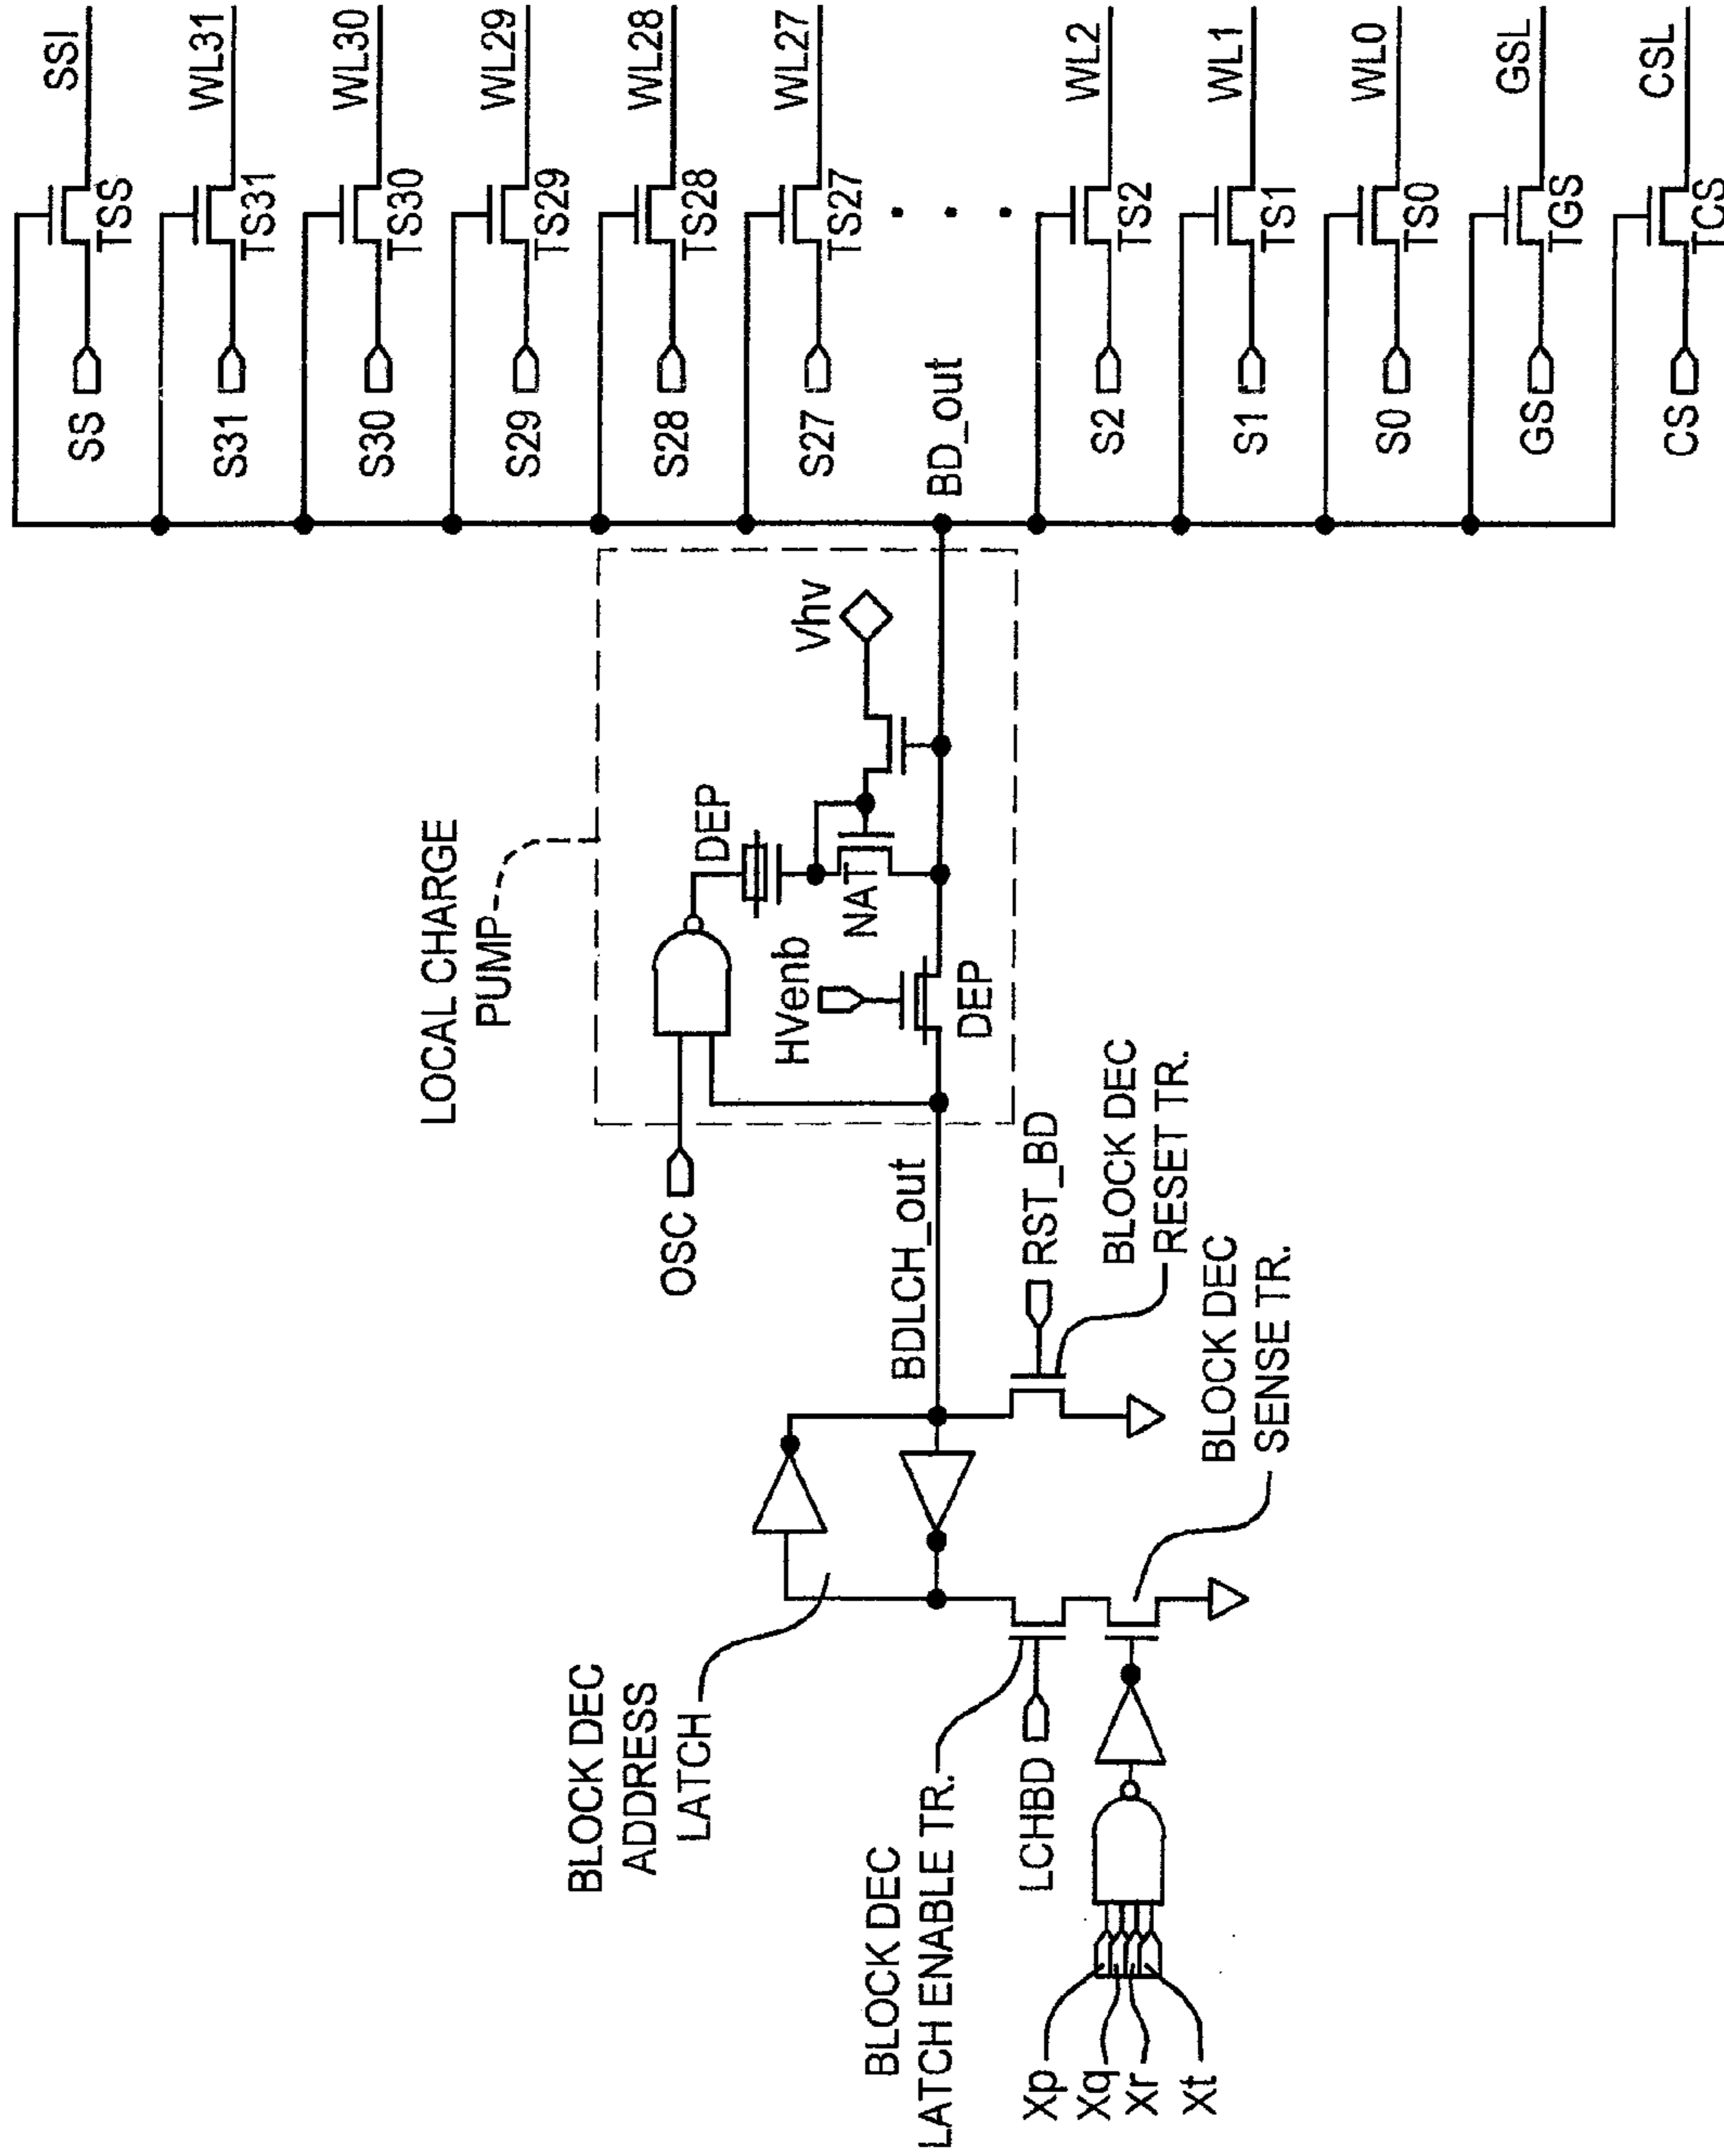 SSI
WL31
WL30
WL29
WL28
WL27
WL2
WL1
WL0
GSL
CSL
TSS
TS31
TS30
TS29
TS28
TS27
TS2
TS1
TS0
TGS
TCS
SS
S31
S30
S29
S28
S27
S2
S1
S0
GS
CS
BD_out
LOCAL CHARGE
PUMP
Vhv
DEP
NAT
HVenb
DEP
OSC
BDLCH_out
RST_BD
BLOCK DEC
RESET TR.
BLOCK DEC
SENSE TR.
BLOCK DEC
ADDRESS
LATCH
BLOCK DEC
LATCH ENABLE TR.
LCHBD
Xp
Xq
Xr
Xt